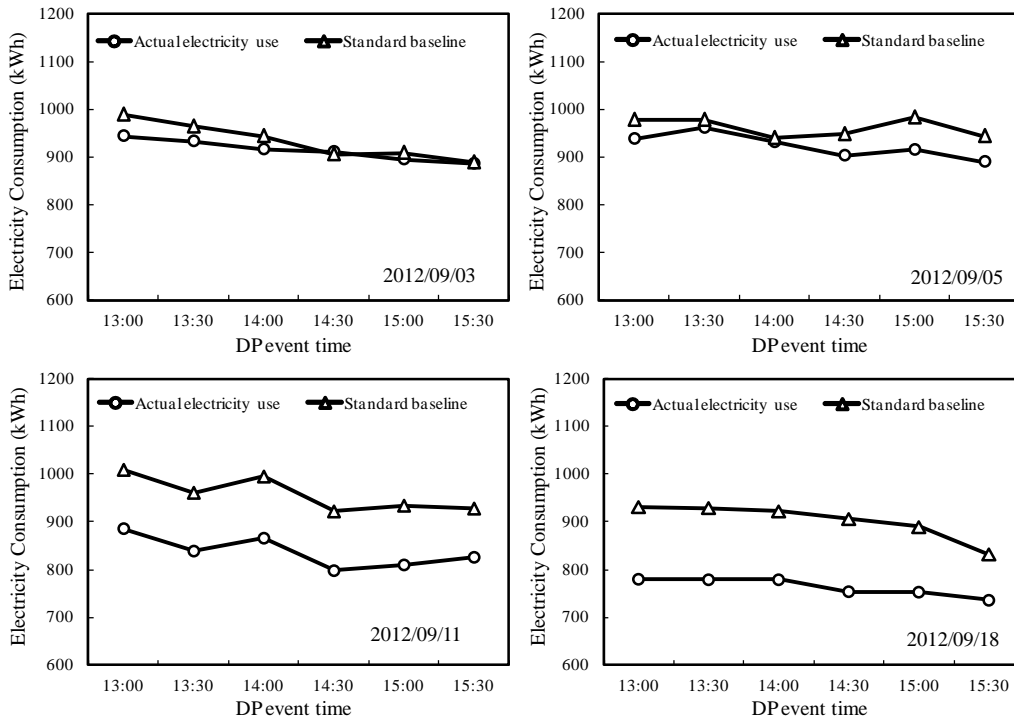 Electricity Consumption (kWh)
1200
1100
1000
900
800
700
600
Actual electricity use
Standard baseline
2012/09/03
13:00 13:30 14:00 14:30 15:00 15:30
DP event time
Electricity Consumption (kWh)
1200
1100
1000
900
800
700
600
Actual electricity use
Standard baseline
2012/09/05
13:00 13:30 14:00 14:30 15:00 15:30
DP event time
Electricity Consumption (kWh)
1200
1100
1000
900
800
700
600
Actual electricity use
Standard baseline
2012/09/11
13:00 13:30 14:00 14:30 15:00 15:30
DP event time
Electricity Consumption (kWh)
1200
1100
1000
900
800
700
600
Actual electricity use
Standard baseline
2012/09/18
13:00 13:30 14:00 14:30 15:00 15:30
DP event time